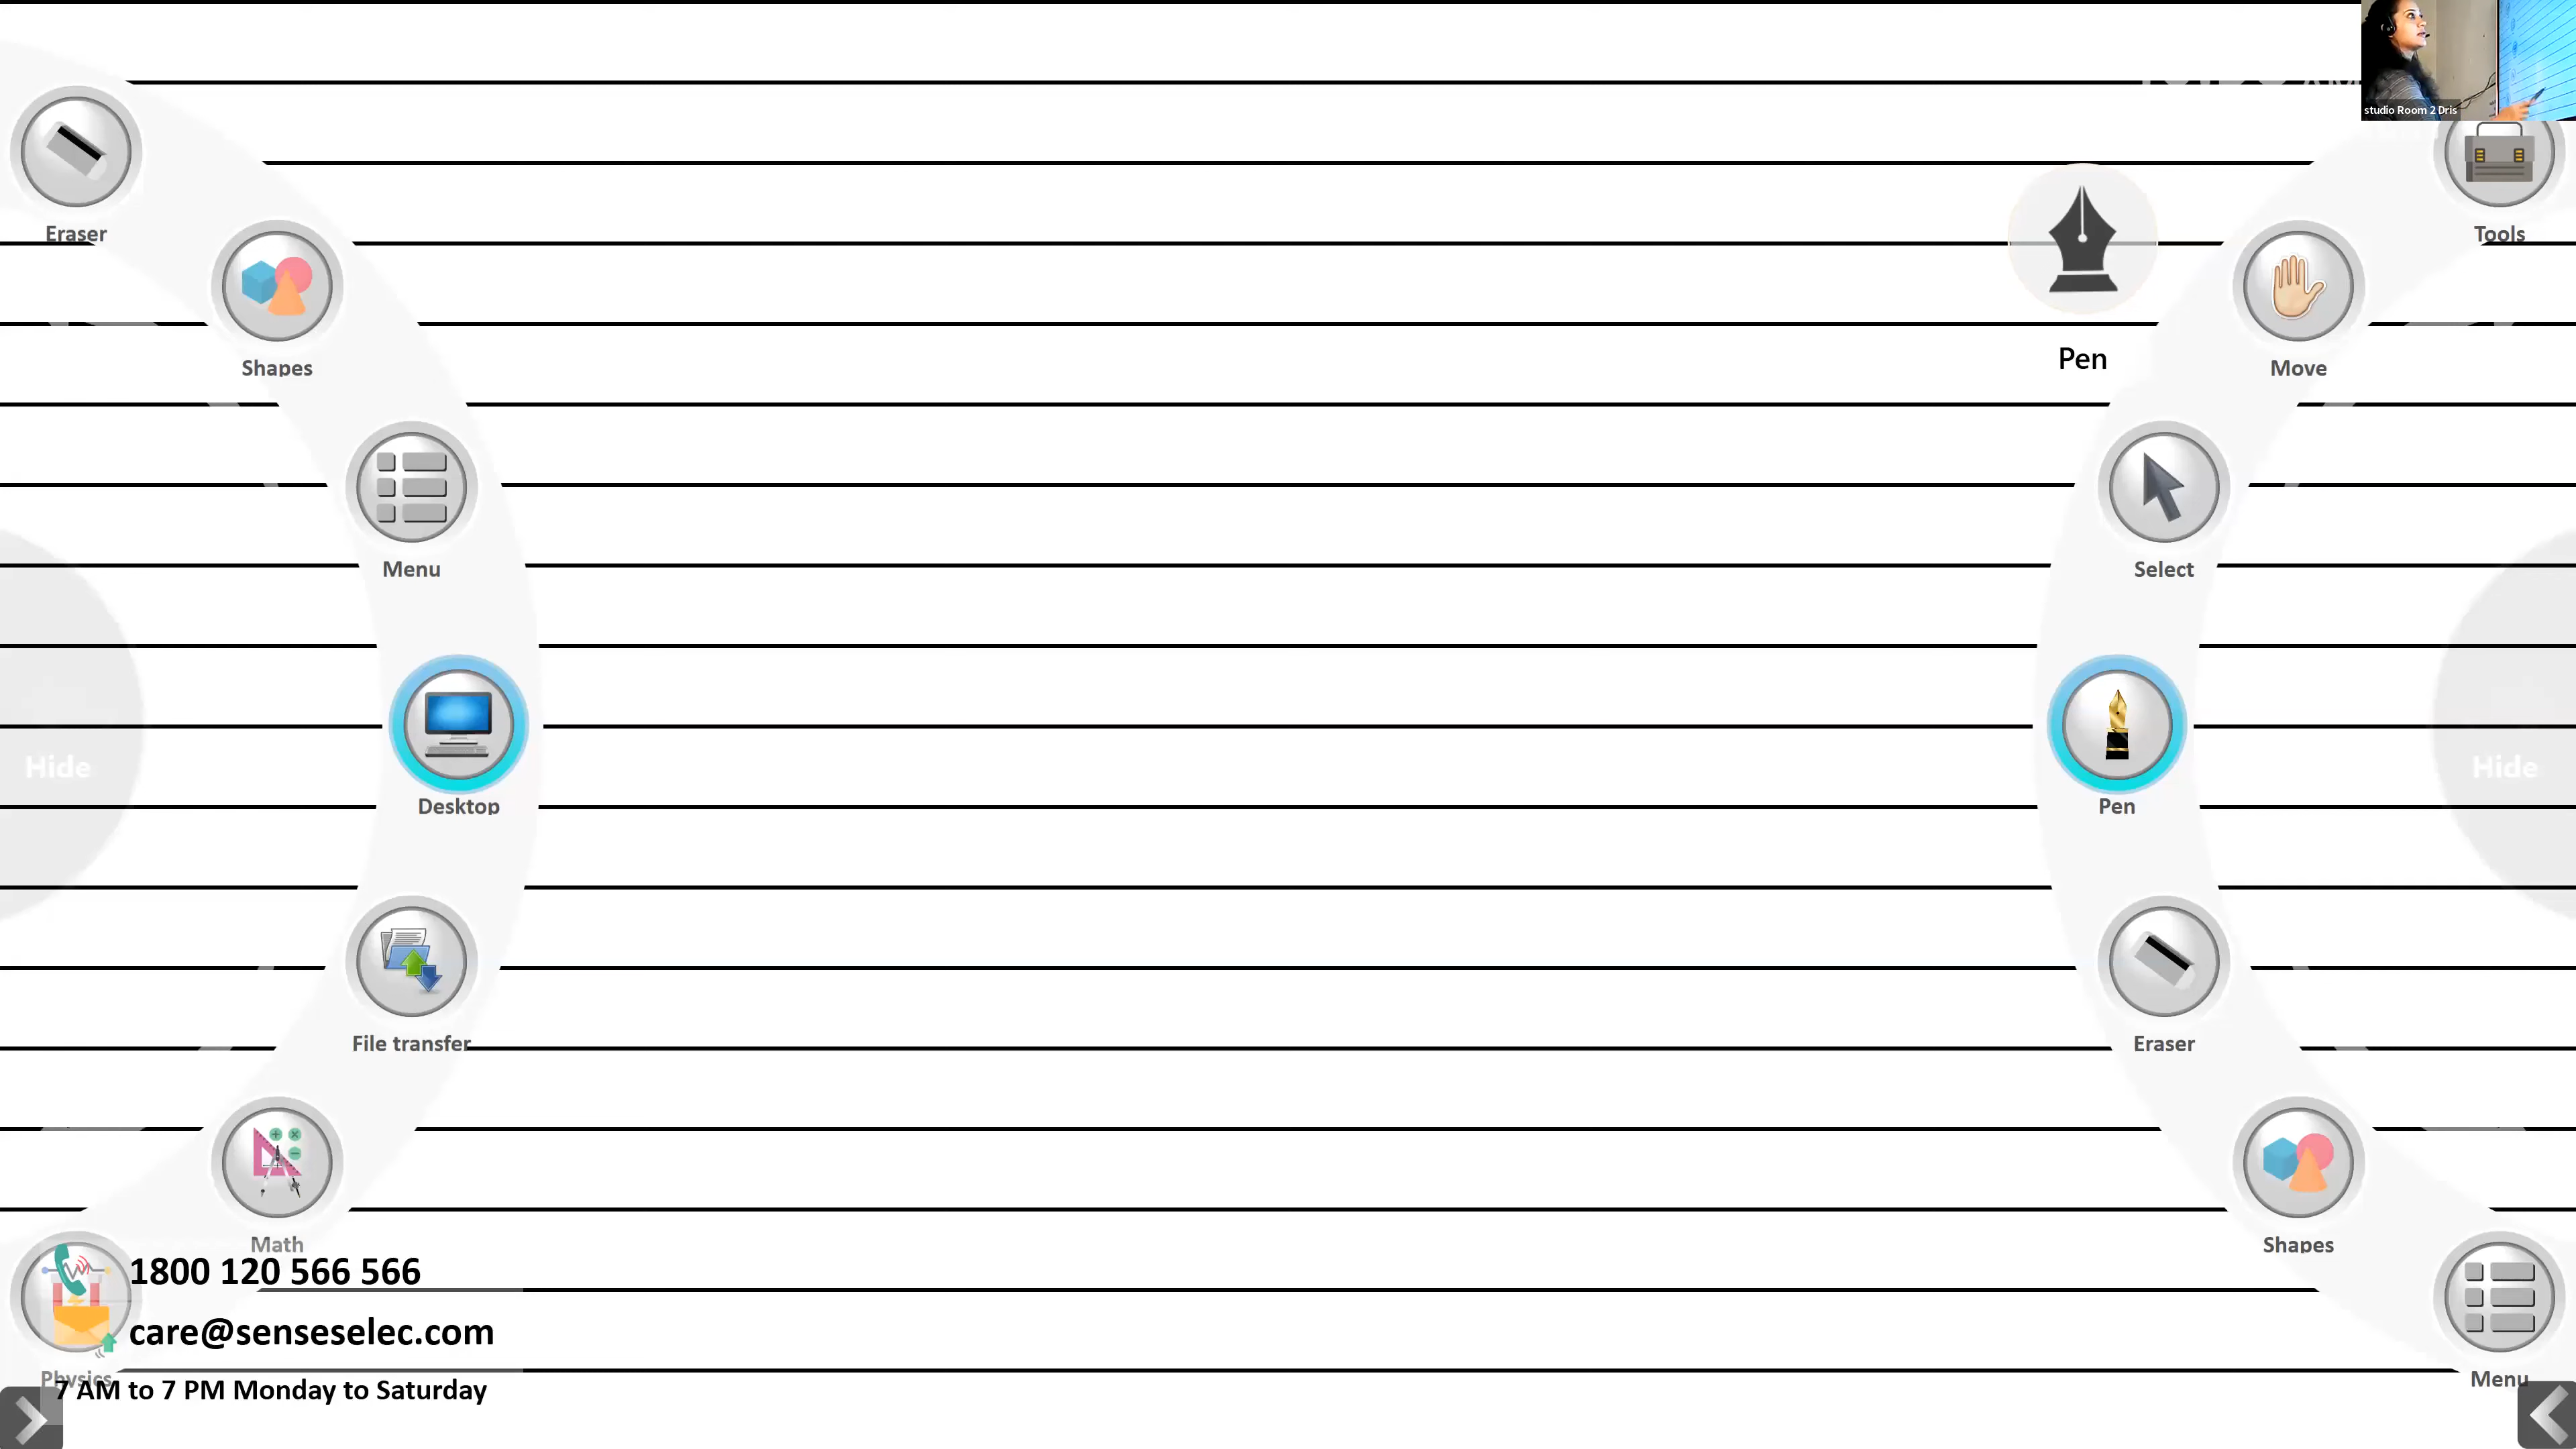 studio Room 2 Dris
Eraser
Tools
Shapes
Pen
Move
Menu
Select
Hide
Hide
Desktop
Pen
File transfer
Eraser
Math
Shapes
1800 120 566 566
care@senseselec.com
Physics
Menu
7 AM to 7 PM Monday to Saturday